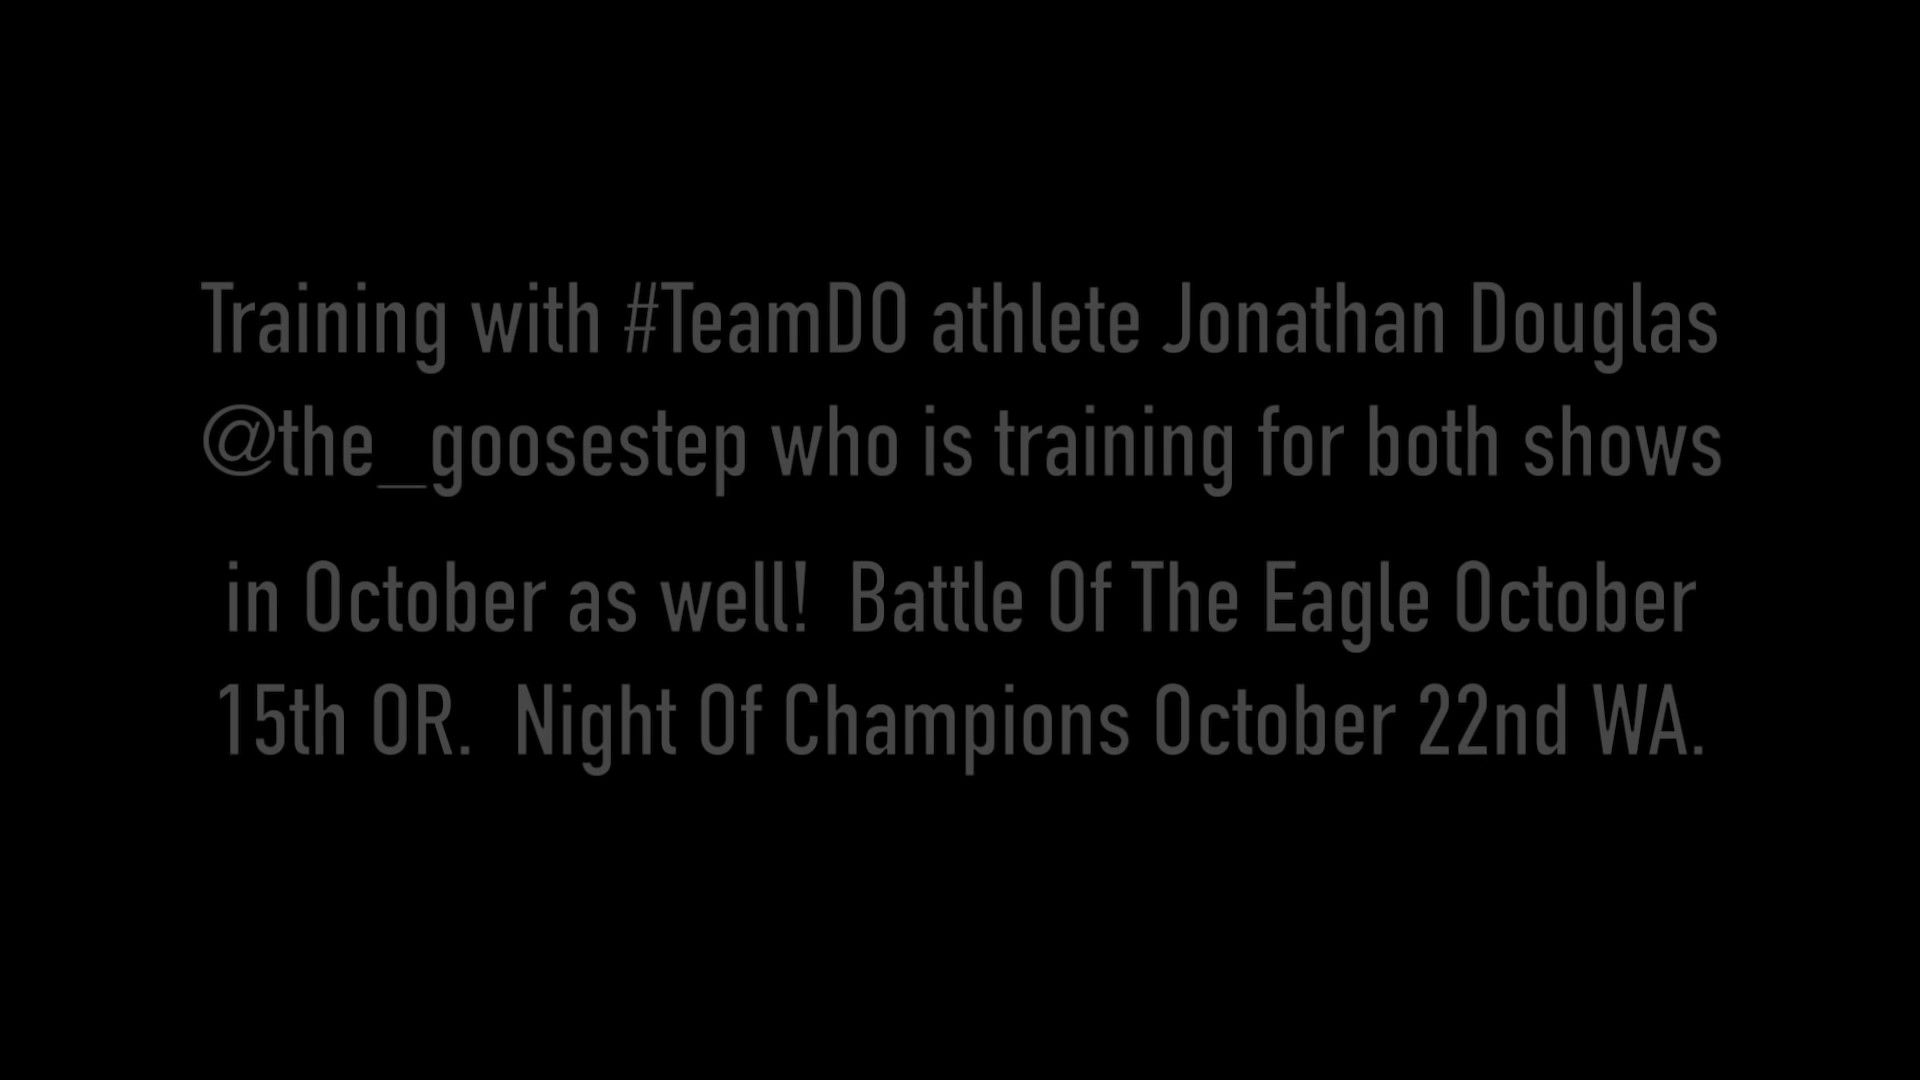 Training with #TeamDO athlete Jonathan Douglas
@the_goosestep who is training for both shows
in October as well!  Battle Of The Eagle October
15th OR.  Night Of Champions October 22nd WA.